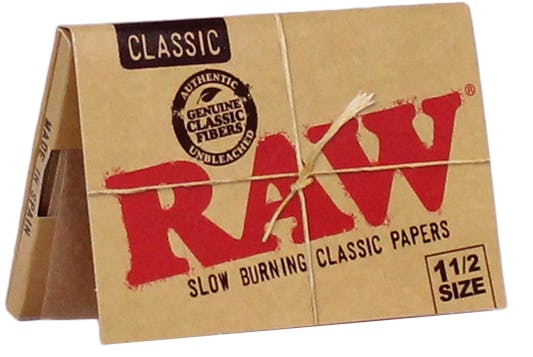 CLASSIC
AUTHENTIC
GENUINE
CLASSIC
FIBERS
UNBLEACHED
RAW®
SLOW BURNING CLASSIC PAPERS
1 1/2
SIZE
MADE IN SPAIN